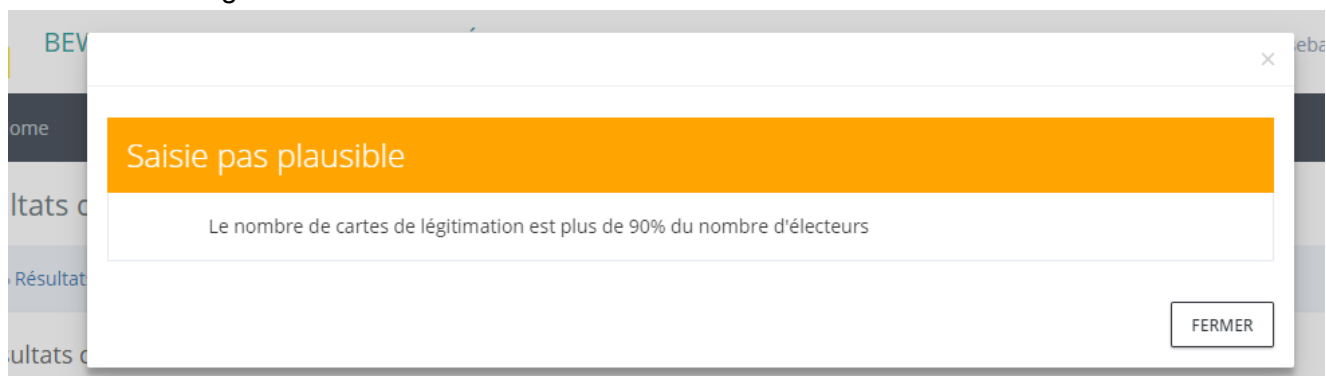 BEV
eba
×
ome
Saisie pas plausible
ltats c
Le nombre de cartes de légitimation est plus de 90% du nombre d'électeurs
Résultat
FERMER
ultats c